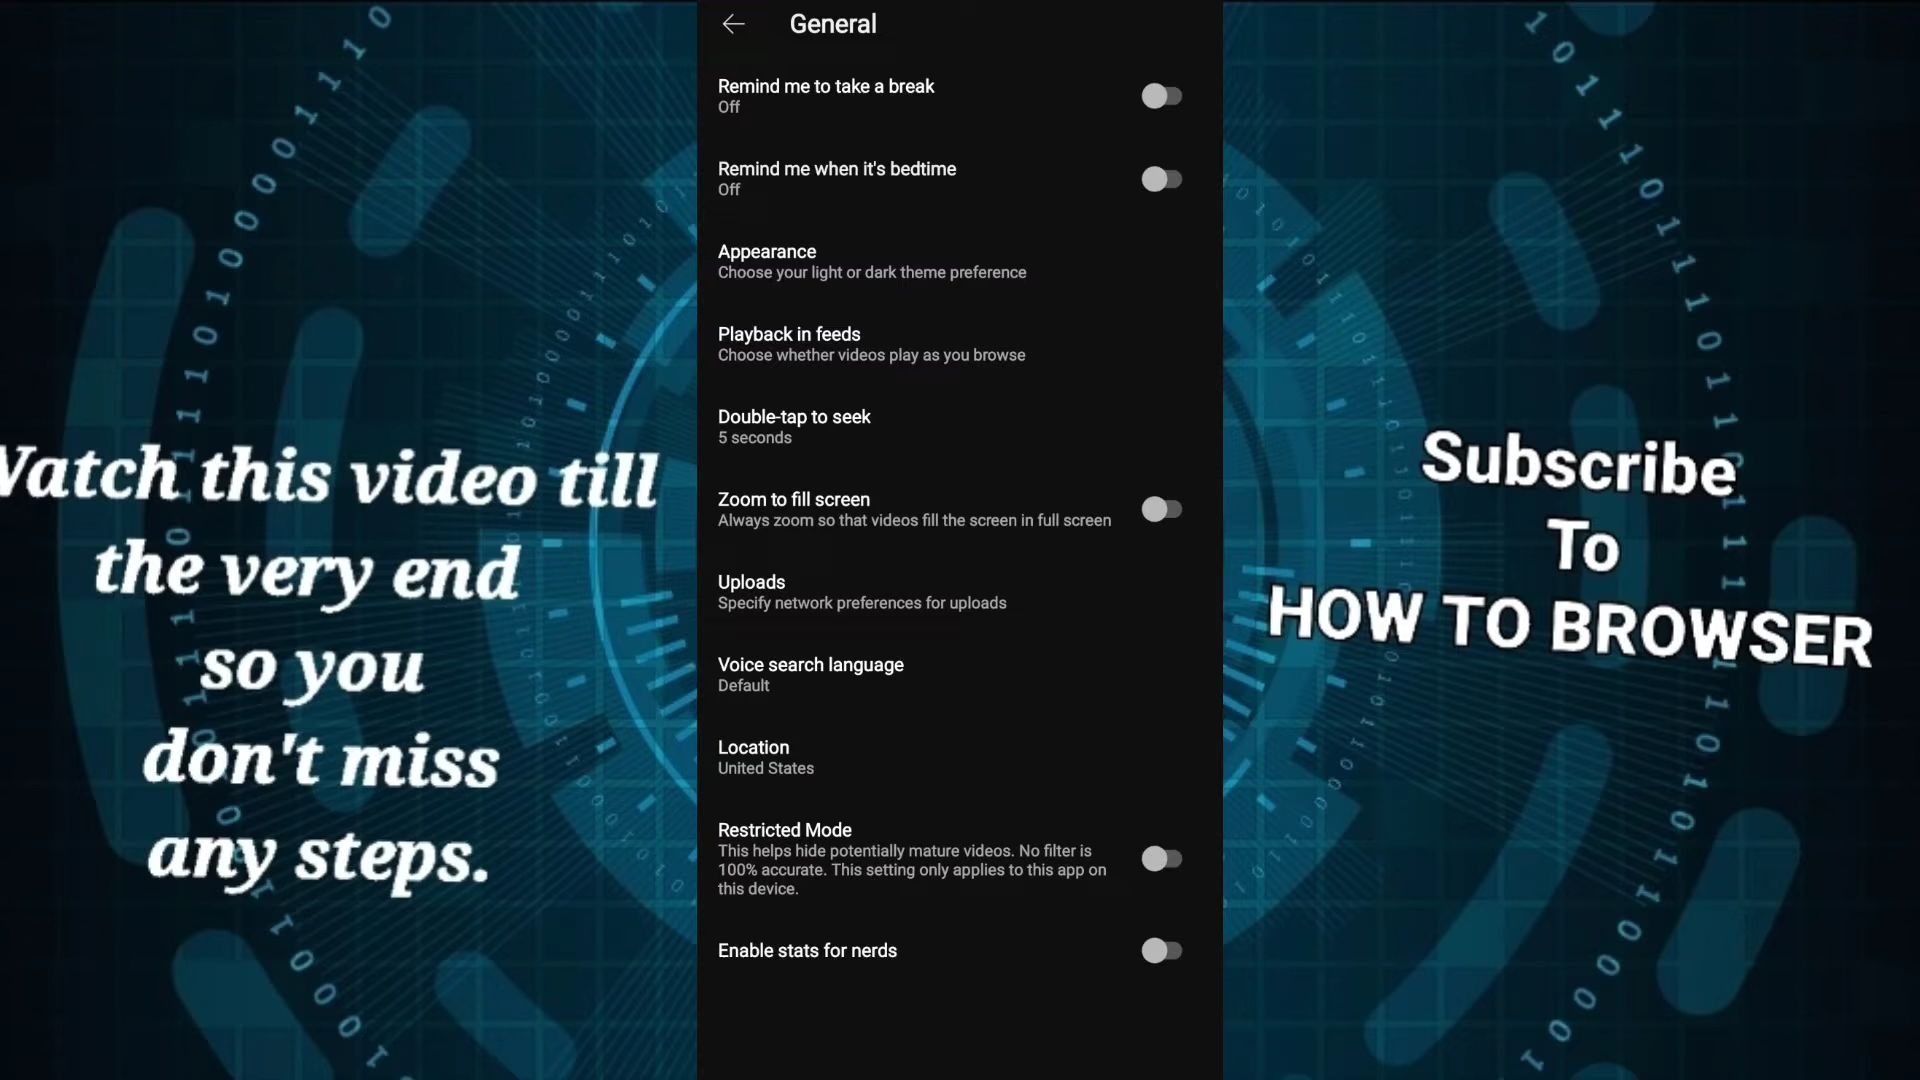 General
Remind me to take a break
Off
Remind me when it's bedtime
Off
Appearance
Choose your light or dark theme preference
Playback in feeds
Choose whether videos play as you browse
Double-tap to seek
5 seconds
Zoom to fill screen
Always zoom so that videos fill the screen in full screen
Uploads
Specify network preferences for uploads
Voice search language
Default
Location
United States
Restricted Mode
This helps hide potentially mature videos. No filter is
100% accurate. This setting only applies to this app on
this device.
Enable stats for nerds
Watch this video till
the very end
so you
don't miss
any steps.
Subscribe
To
HOW TO BROWSER